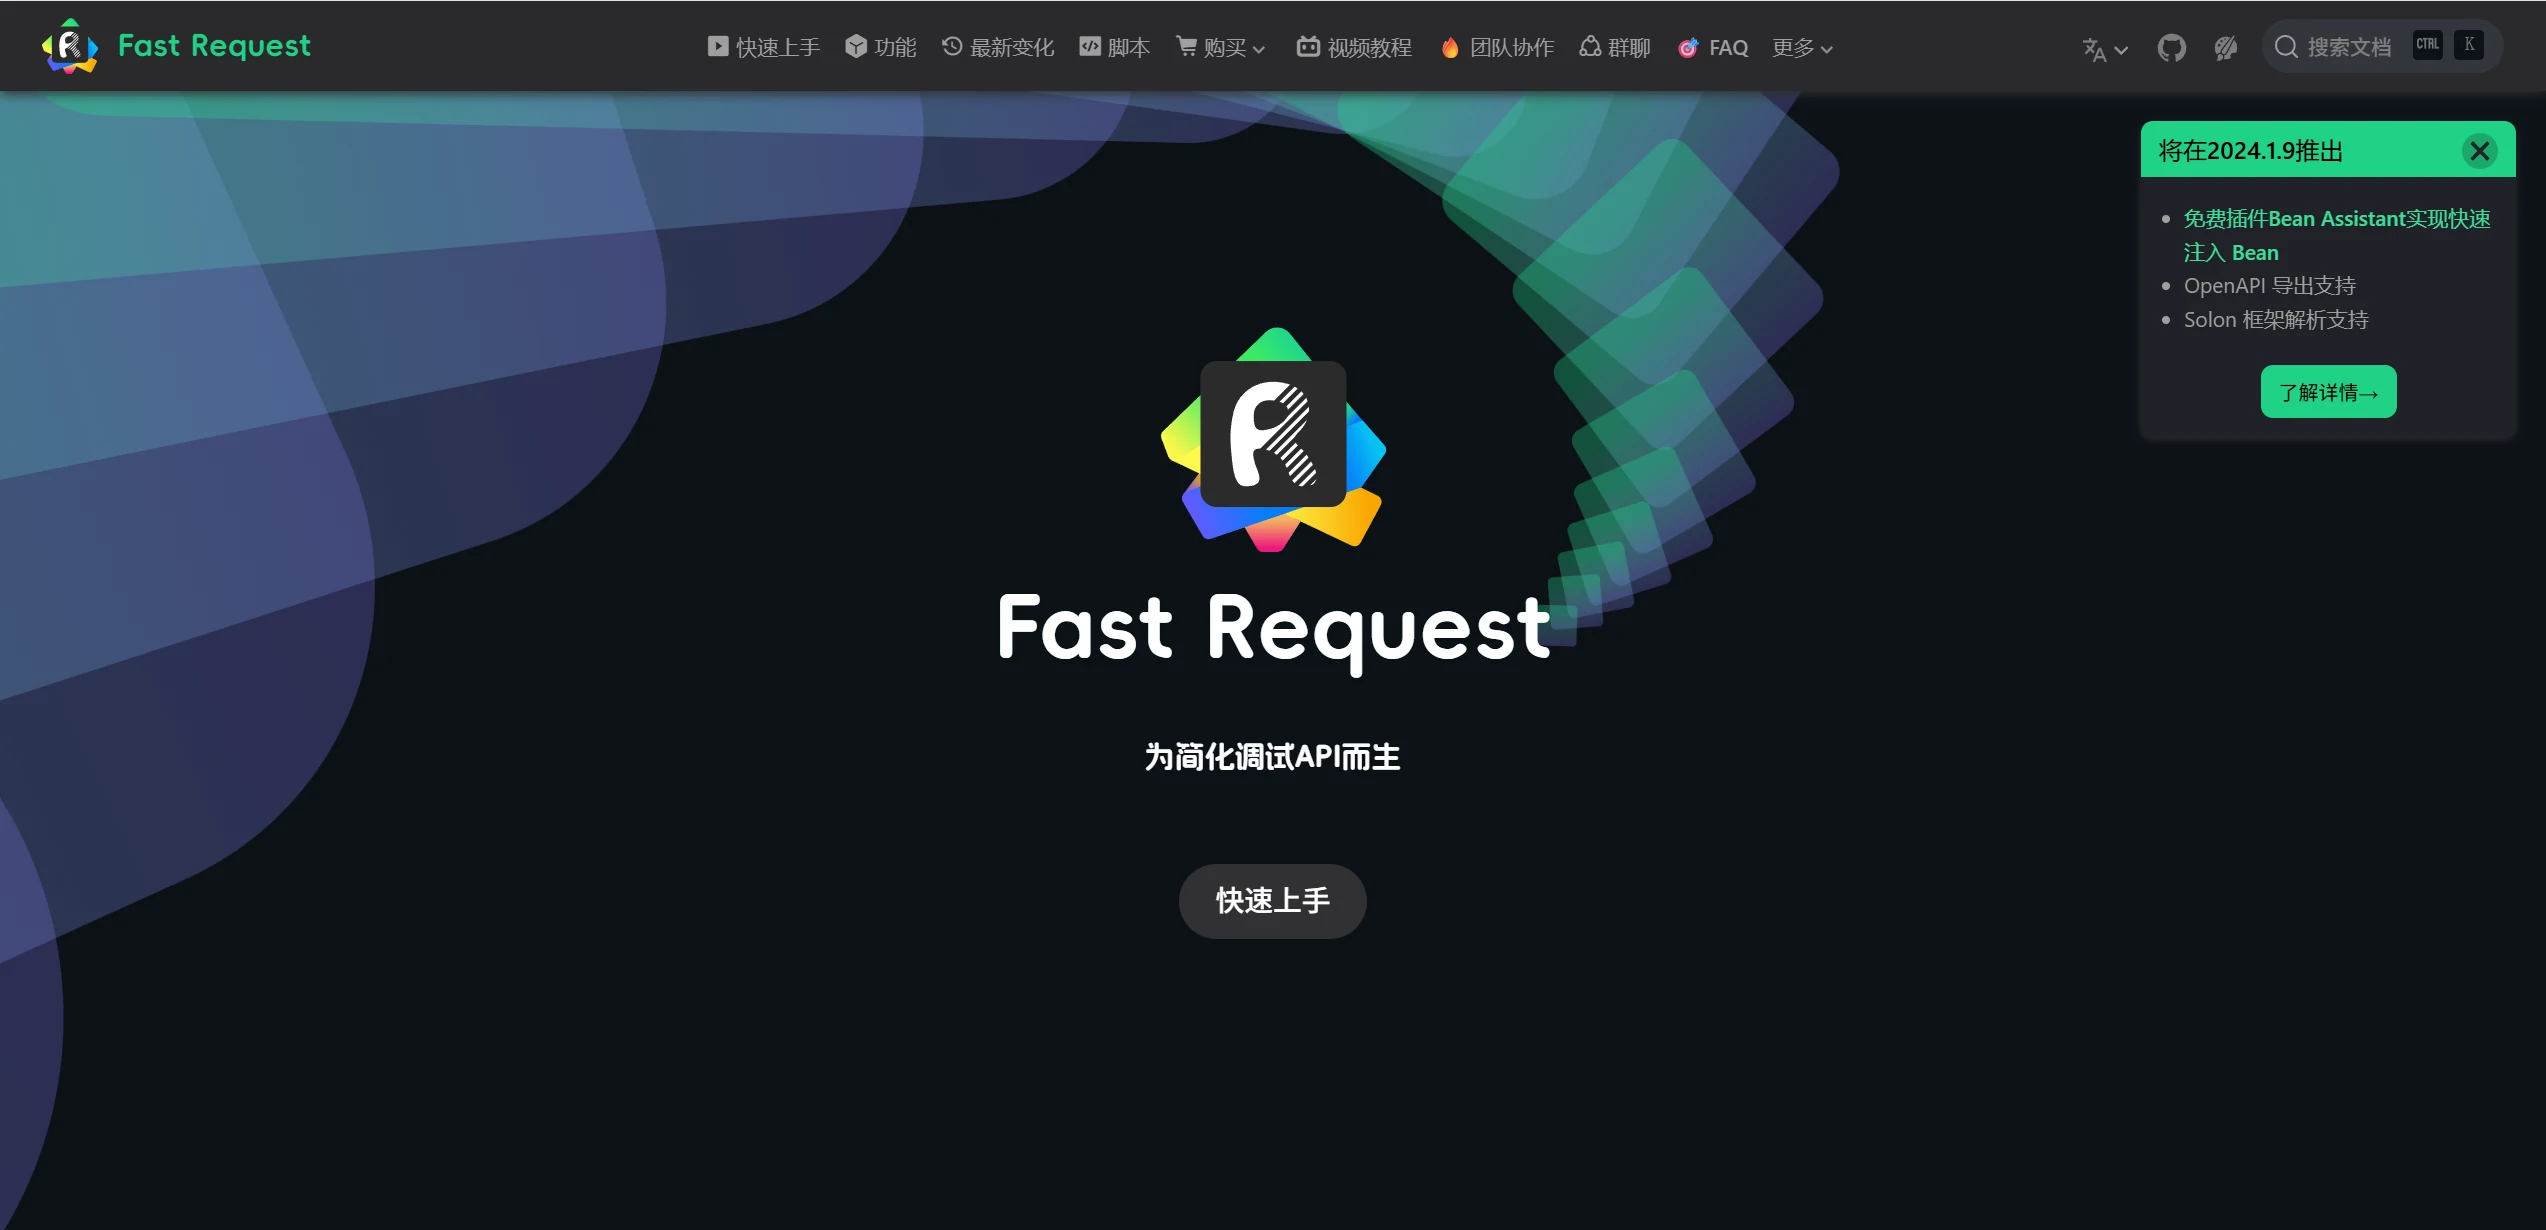 Fast Request
快速上手
功能
最新变化
脚本
购买
视频教程
团队协作
群聊
FAQ
更多
搜索文档
CTRL
K
将在2024.1.9推出
免费插件Bean Assistant实现快速
注入 Bean
OpenAPI 导出支持
Solon 框架解析支持
了解详情→
Fast Request
为简化调试API而生
快速上手